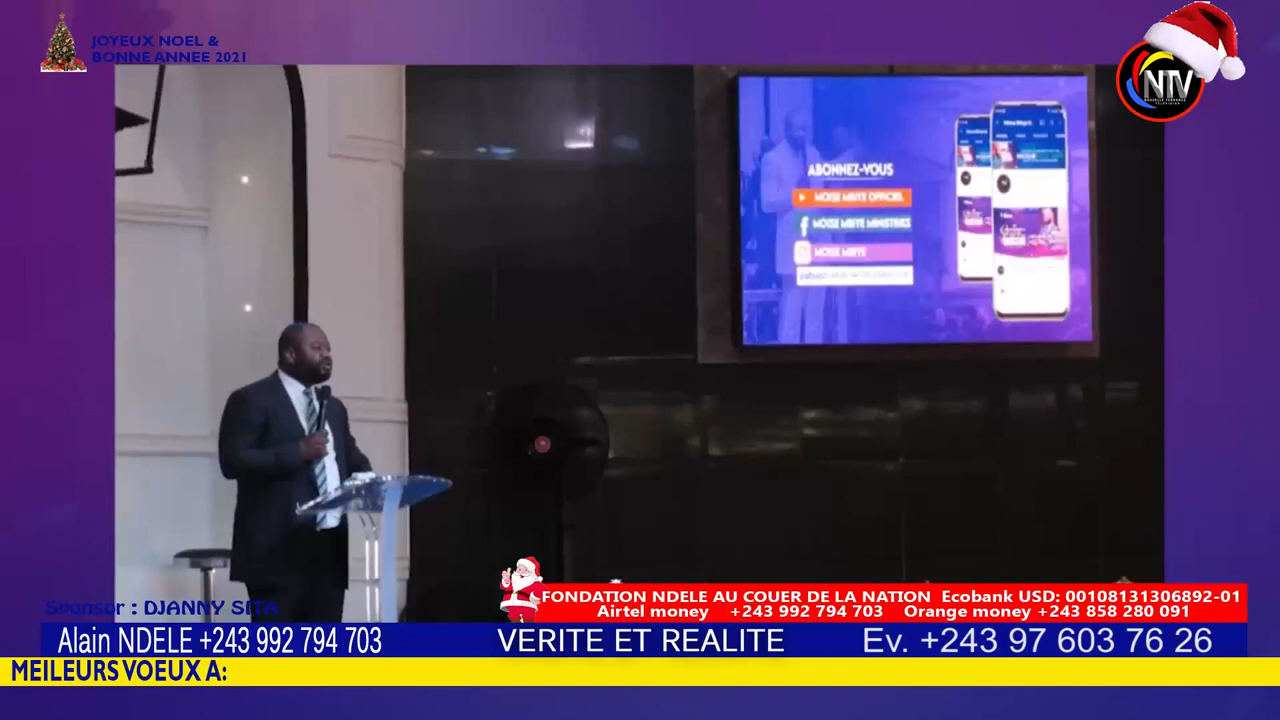 JOYEUX NOEL &
BONNE ANNEE 2021
NTV
NOUVELLE FERRANCE
TELEVISION
ABONNEZ-VOUS
MOISE MBIYE OFFICIEL
MOISE MBIYE MINISTRIES
MOISE MBIYE
Sponsor : DJANNY SITA
FONDATION NDELE AU COUER DE LA NATION Ecobank USD: 00108131306892-01
Airtel money +243 992 794 703 Orange money +243 858 280 091
Alain NDELE +243 992 794 703
VERITE ET REALITE
Ev. +243 97 603 76 26
MEILEURS VOEUX A: